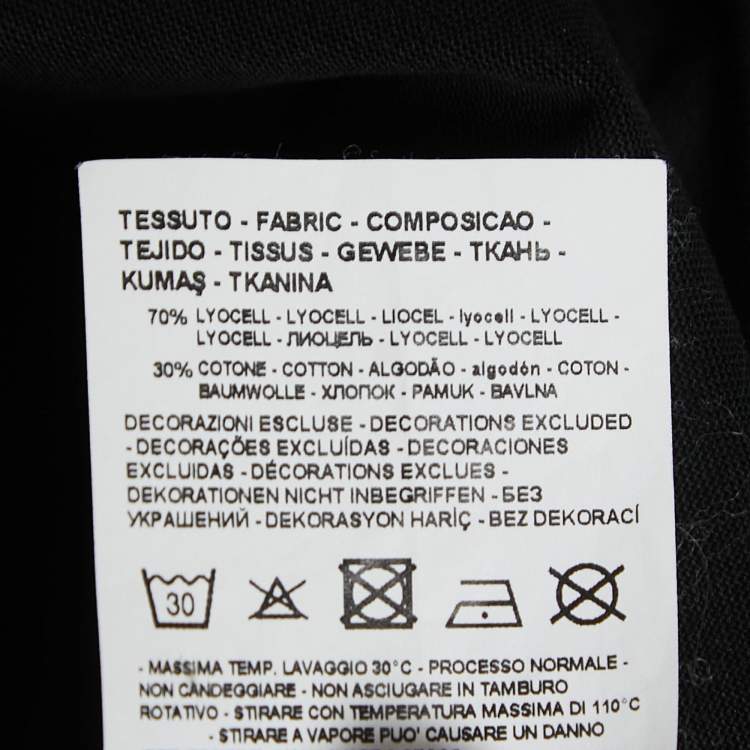 TESSUTO - FABRIC - COMPOSICAO -
TEJIDO - TISSUS - GEWEBE - ТКАНЬ -
KUMAŞ - TKANINA
70% LYOCELL - LYOCELL - LIOCEL - lyocell - LYOCELL -
LYOCELL - ЛИОЦЕЛЬ - LYOCELL - LYOCELL
30% COTONE - COTTON - ALGODÃO - algodón - COTON -
BAUMWOLLE - ХЛОПОК - PAMUK - BAVLNA
DECORAZIONI ESCLUSE - DECORATIONS EXCLUDED
- DECORAÇÕES EXCLUÍDAS - DECORACIONES
EXCLUIDAS - DÉCORATIONS EXCLUES -
DEKORATIONEN NICHT INBEGRIFFEN - БЕЗ
УКРАШЕНИЙ - DEKORASYON HARİÇ - BEZ DEKORACÍ
30
- MASSIMA TEMP. LAVAGGIO 30°C - PROCESSO NORMALE -
NON CANDEGGIARE - NON ASCIUGARE IN TAMBURO
ROTATIVO - STIRARE CON TEMPERATURA MASSIMA DI 110°C
- STIRARE A VAPORE PUO' CAUSARE UN DANNO